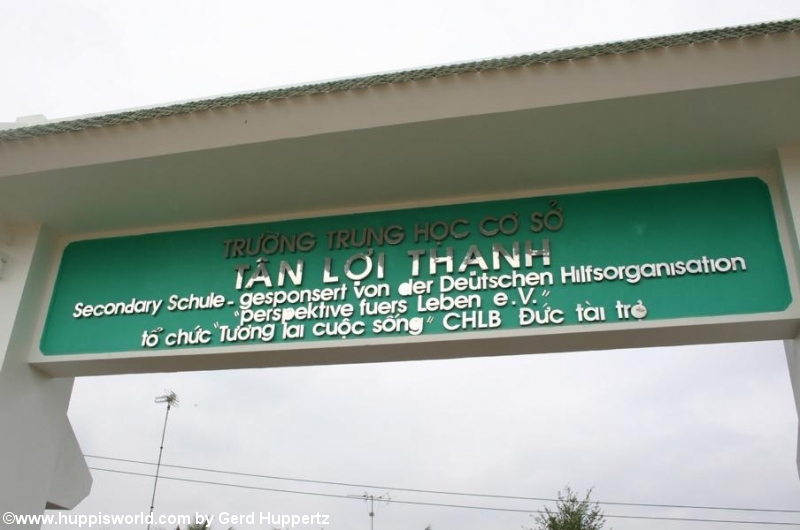 TRƯỜNG TRUNG HỌC CƠ SỞ
TÂN LỢI THẠNH
Secondary Schule - gesponsert von der Deutschen Hilfsorganisation
"perspektive fuers Leben e.V."
tổ chức "Tương lai cuộc sống" CHLB Đức tài trợ
©www.huppisworld.com by Gerd Huppertz